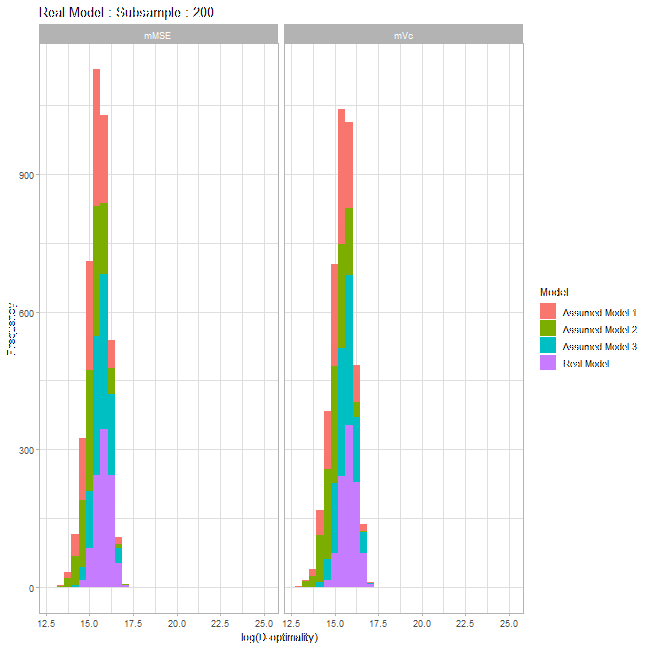 Real Model : Subsample : 200
mMSE
mVc
900
600
300
0
Frequency
12.5 15.0 17.5 20.0 22.5 25.0
12.5 15.0 17.5 20.0 22.5 25.0
log(D-optimality)
Model
Assumed Model 1
Assumed Model 2
Assumed Model 3
Real Model